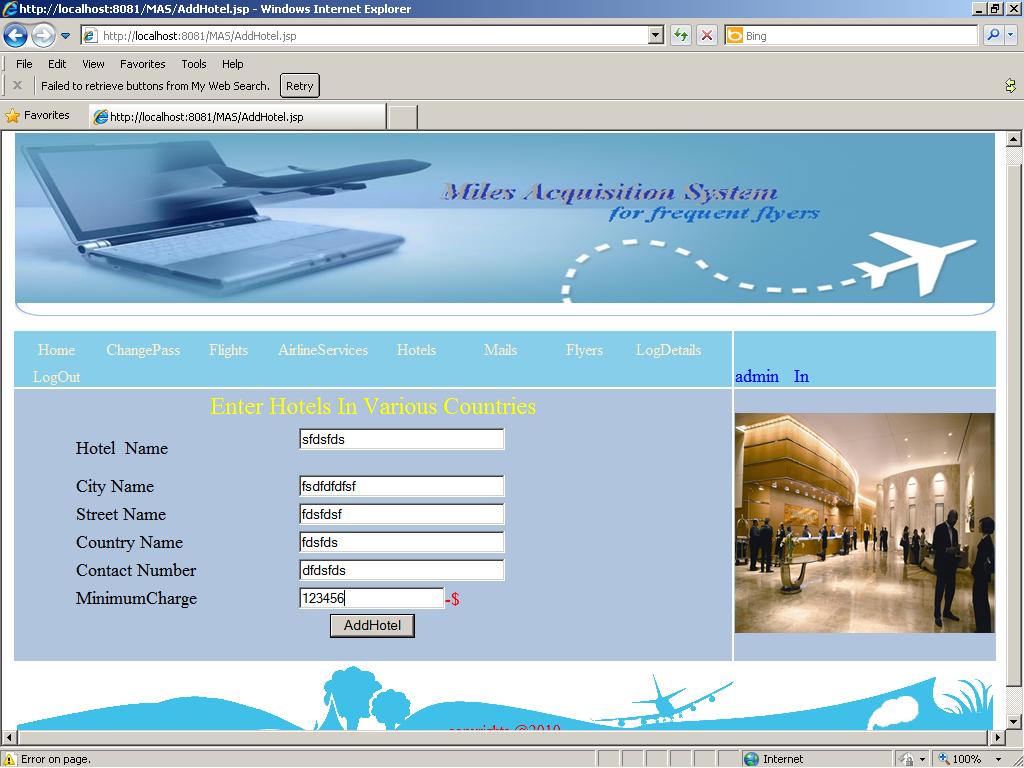 http://localhost:8081/MAS/AddHotel.jsp - Windows Internet Explorer
http://localhost:8081/MAS/AddHotel.jsp
Bing
File Edit View Favorites Tools Help
Failed to retrieve buttons from My Web Search. Retry
Favorites http://localhost:8081/MAS/AddHotel.jsp
Miles Acquisition System
for frequent flyers
Home ChangePass Flights AirlineServices Hotels Mails Flyers LogDetails
LogOut
admin In
Enter Hotels In Various Countries
Hotel Name sfdsfds
City Name fsdfdfdfsf
Street Name fdsfdsf
Country Name fdsfds
Contact Number dfdsfds
MinimumCharge 123456 -$
AddHotel
copyrights @2010
Error on page. Internet 100%